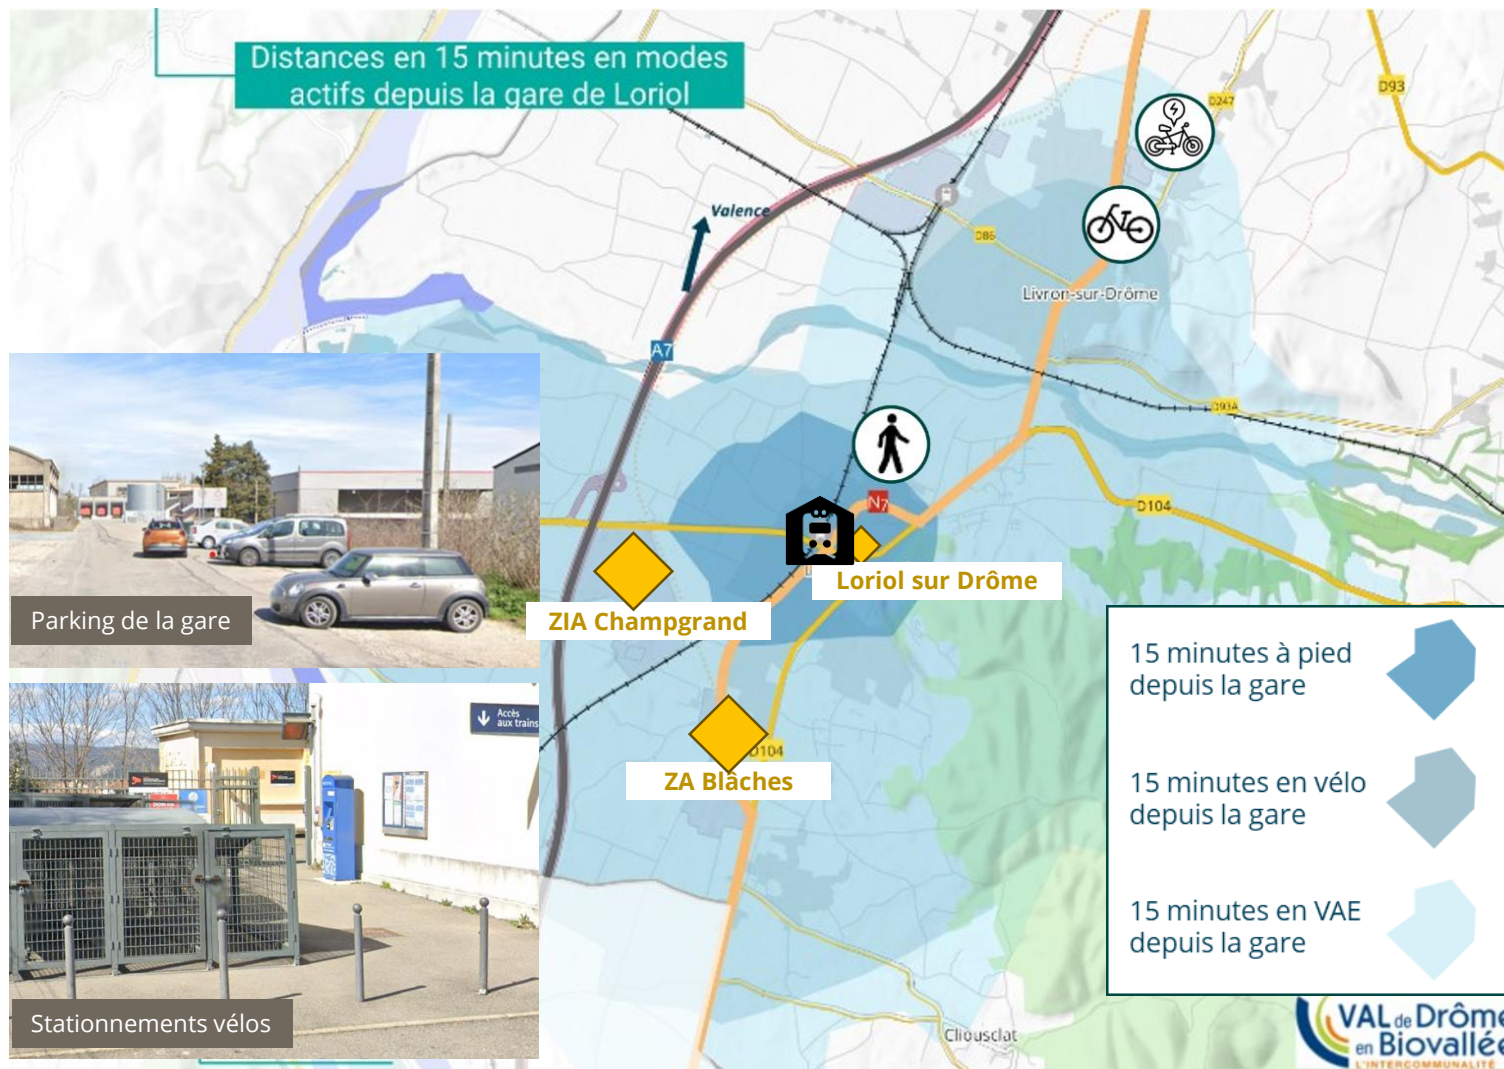 Distances en 15 minutes en modes
actifs depuis la gare de Loriol
D93
D247
Valence
D86
Livron-sur-Drôme
A7
D93A
N7
D104
Loriol sur Drôme
ZIA Champgrand
Parking de la gare
Accès
aux trains
D104
ZA Blâches
15 minutes à pied
depuis la gare
15 minutes en vélo
depuis la gare
15 minutes en VAE
depuis la gare
Stationnements vélos
Cliousclat
VAL de Drôme
en Biovallée
L'INTERCOMMUNALITÉ